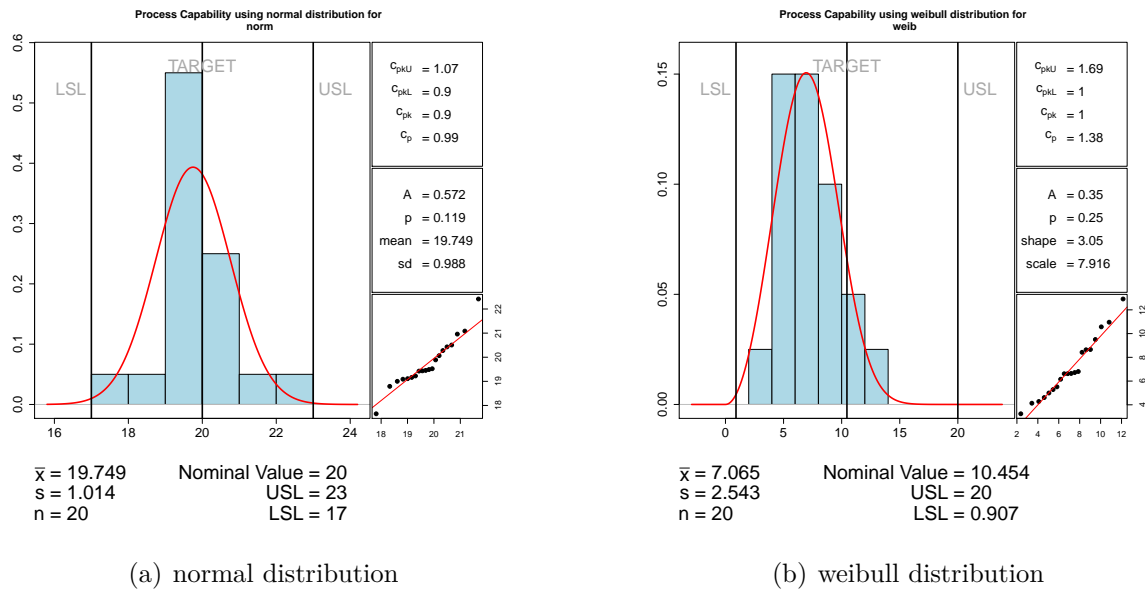 Process Capability using normal distribution for
norm
LSL
TARGET
USL
0.0
0.1
0.2
0.3
0.4
0.5
0.6
16
18
20
22
24
cpkU = 1.07
cpkL = 0.9
cpk = 0.9
cp = 0.99
A = 0.572
p = 0.119
mean = 19.749
sd = 0.988
18
19
20
21
22
18
19
20
21
x̅ = 19.749 Nominal Value = 20
s = 1.014 USL = 23
n = 20 LSL = 17
(a) normal distribution
Process Capability using weibull distribution for
weib
LSL
TARGET
USL
0.00
0.05
0.10
0.15
0
5
10
15
20
cpkU = 1.69
cpkL = 1
cpk = 1
cp = 1.38
A = 0.35
p = 0.25
shape = 3.05
scale = 7.916
4
6
8
10
12
2
4
6
8
10
12
x̅ = 7.065 Nominal Value = 10.454
s = 2.543 USL = 20
n = 20 LSL = 0.907
(b) weibull distribution